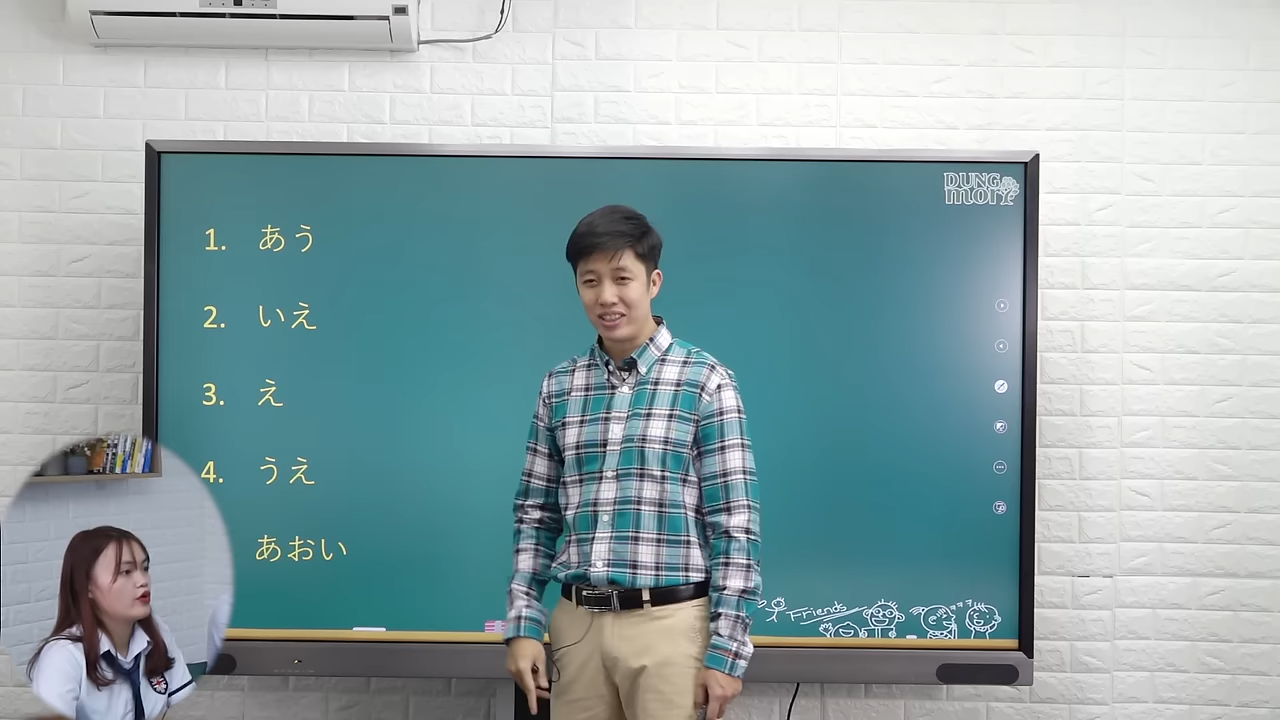 DUNG
mori
1. あう
2. いえ
3. え
4. うえ
あおい
Friends